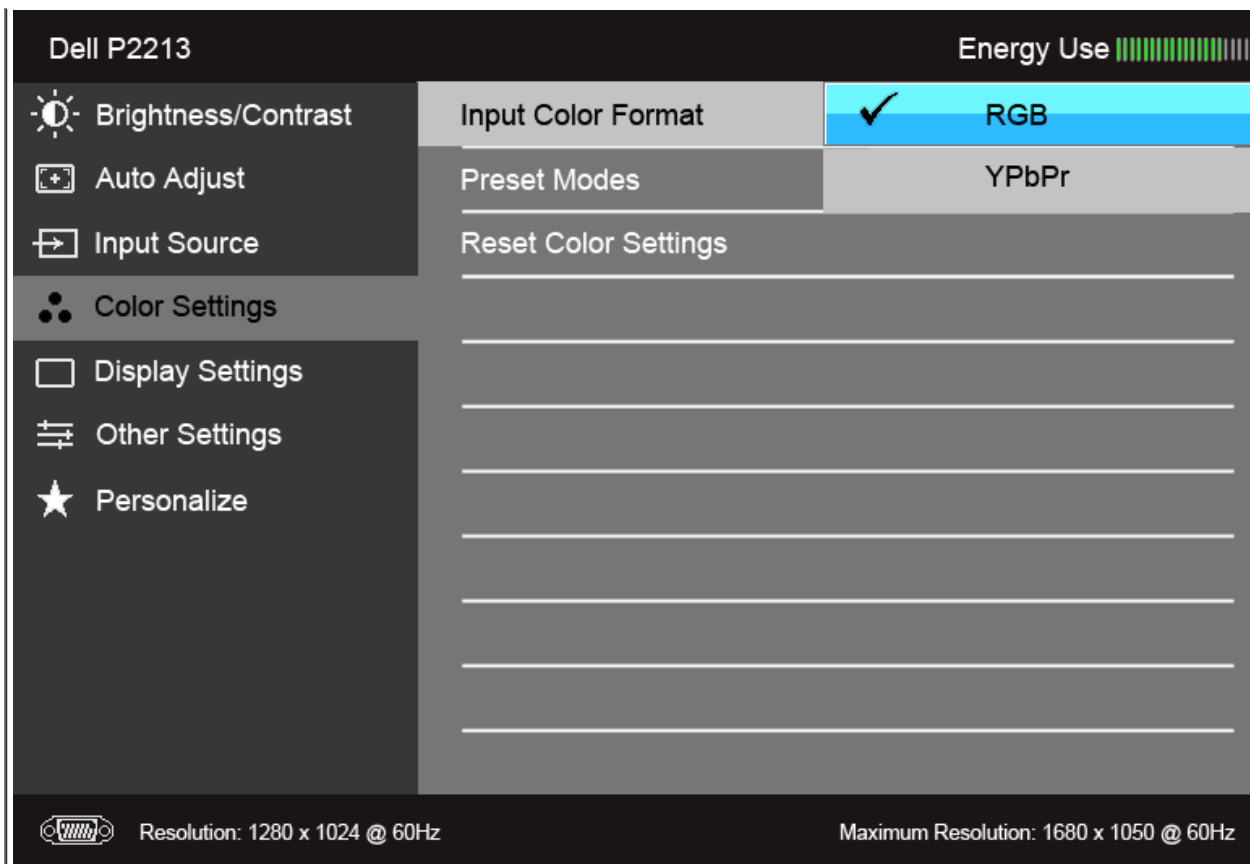 Dell P2213 Energy Use
Brightness/Contrast Input Color Format RGB
Auto Adjust Preset Modes YPbPr
Input Source Reset Color Settings
Color Settings
Display Settings
Other Settings
Personalize
Resolution: 1280 x 1024 @ 60Hz Maximum Resolution: 1680 x 1050 @ 60Hz